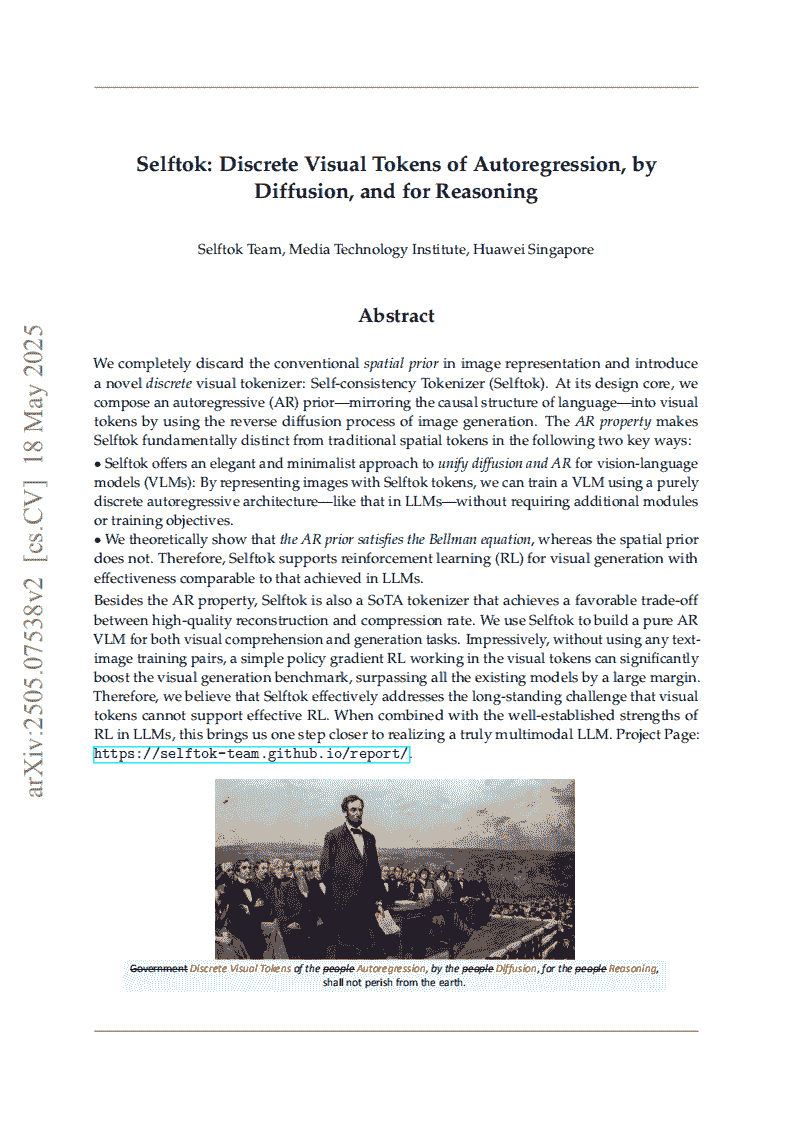 arXiv:2505.07538v2 [cs.CV] 18 May 2025
Selftok: Discrete Visual Tokens of Autoregression, by
Diffusion, and for Reasoning
Selftok Team, Media Technology Institute, Huawei Singapore
Abstract
We completely discard the conventional spatial prior in image representation and introduce
a novel discrete visual tokenizer: Self-consistency Tokenizer (Selftok). At its design core, we
compose an autoregressive (AR) prior—mirroring the causal structure of language—into visual
tokens by using the reverse diffusion process of image generation. The AR property makes
Selftok fundamentally distinct from traditional spatial tokens in the following two key ways:
• Selftok offers an elegant and minimalist approach to unify diffusion and AR for vision-language
models (VLMs): By representing images with Selftok tokens, we can train a VLM using a purely
discrete autoregressive architecture—like that in LLMs—without requiring additional modules
or training objectives.
• We theoretically show that the AR prior satisfies the Bellman equation, whereas the spatial prior
does not. Therefore, Selftok supports reinforcement learning (RL) for visual generation with
effectiveness comparable to that achieved in LLMs.
Besides the AR property, Selftok is also a SoTA tokenizer that achieves a favorable trade-off
between high-quality reconstruction and compression rate. We use Selftok to build a pure AR
VLM for both visual comprehension and generation tasks. Impressively, without using any text-
image training pairs, a simple policy gradient RL working in the visual tokens can significantly
boost the visual generation benchmark, surpassing all the existing models by a large margin.
Therefore, we believe that Selftok effectively addresses the long-standing challenge that visual
tokens cannot support effective RL. When combined with the well-established strengths of
RL in LLMs, this brings us one step closer to realizing a truly multimodal LLM. Project Page:
https://selftok-team.github.io/report/.
Government Discrete Visual Tokens of the people Autoregression, by the people Diffusion, for the people Reasoning,
shall not perish from the earth.